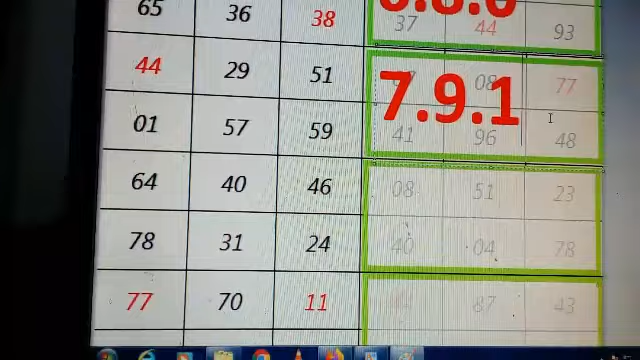 65 36 38 37 44 93
44 29 51 08 77
7.9.1
01 57 59 41 96 48
64 40 46 08 51 23
78 31 24 40 04 78
77 70 11 87 43